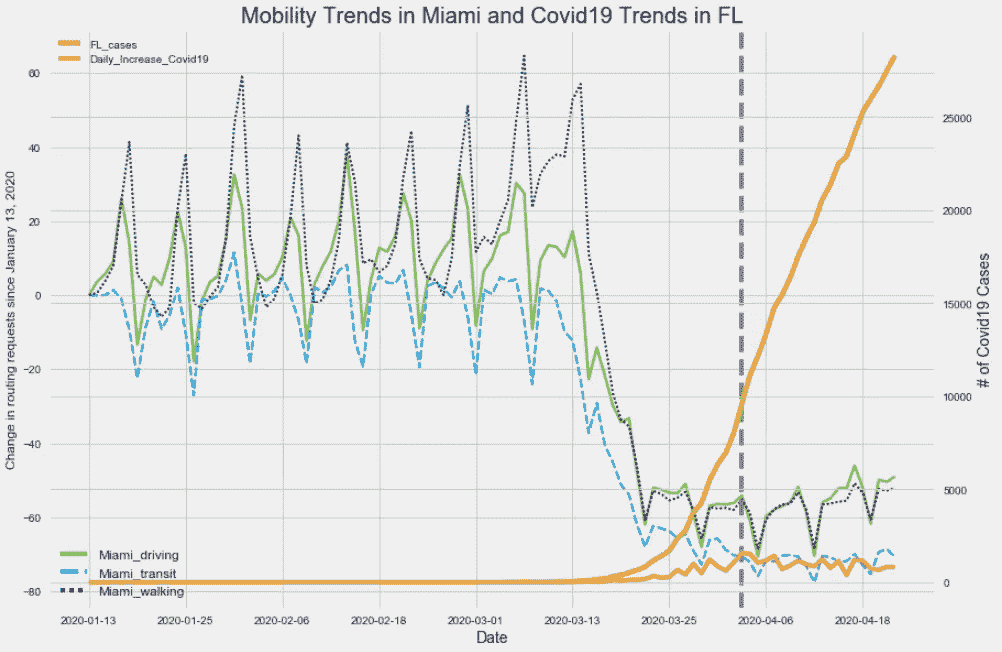 Mobility Trends in Miami and Covid19 Trends in FL
FL_cases
Daily_Increase_Covid19
60
40
20
0
−20
−40
−60
−80
Change in routing requests since January 13, 2020
25000
20000
15000
10000
5000
0
# of Covid19 Cases
Miami_driving
Miami_transit
Miami_walking
2020-01-13 2020-01-25 2020-02-06 2020-02-18 2020-03-01 2020-03-13 2020-03-25 2020-04-06 2020-04-18
Date